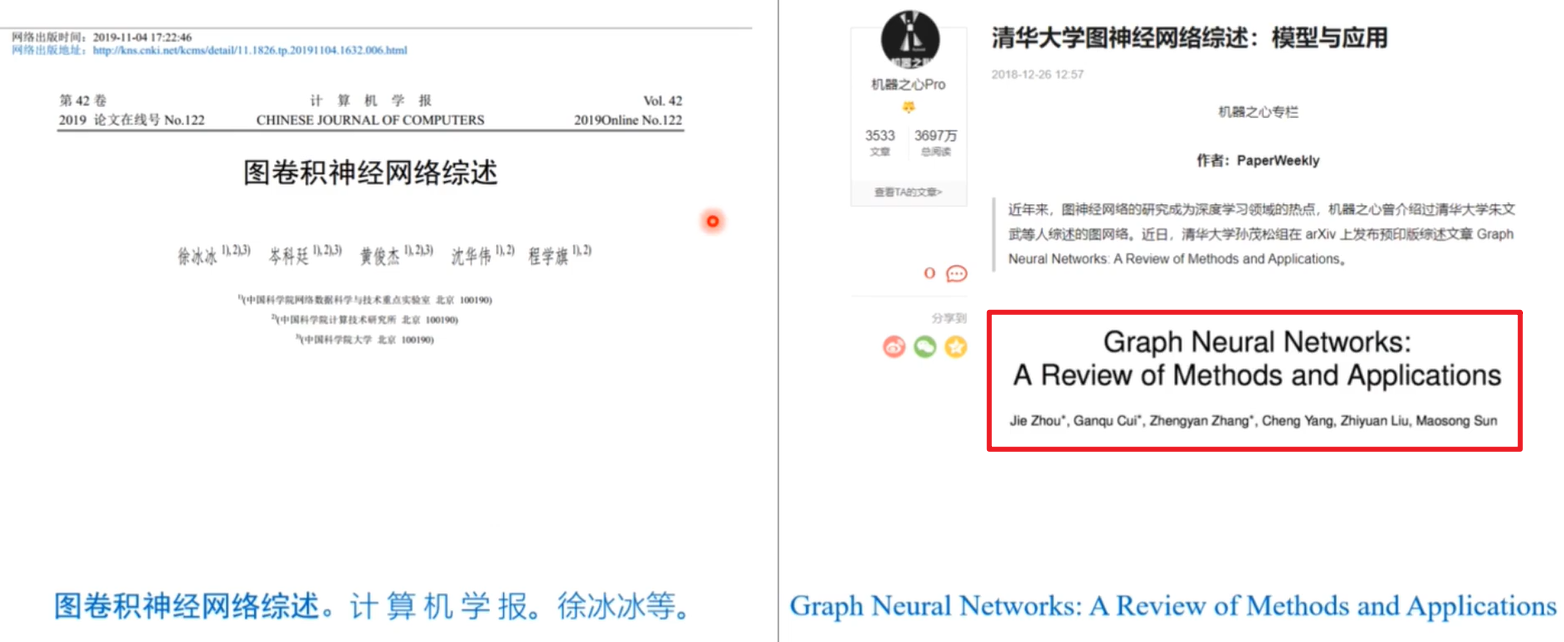 网络出版时间：2019-11-04 17:22:46
网络出版地址：http://kns.cnki.net/kcms/detail/11.1826.tp.20191104.1632.006.html
第 42 卷 计 算 机 学 报 Vol. 42
2019 论文在线号 No.122 CHINESE JOURNAL OF COMPUTERS 2019Online No.122
图卷积神经网络综述
徐冰冰 1),2),3) 岑科廷 1),2),3) 黄俊杰 1),2),3) 沈华伟 1),2) 程学旗 1),2)
1)(中国科学院网络数据科学与技术重点实验室 北京 100190)
2)(中国科学院计算技术研究所 北京 100190)
3)(中国科学院大学 北京 100190)
图卷积神经网络综述。计 算 机 学 报。徐冰冰等。
机器之心Pro
3533 3697万
文章 总阅读
查看TA的文章>
0
分享到
清华大学图神经网络综述：模型与应用
2018-12-26 12:57
机器之心专栏
作者：PaperWeekly
近年来，图神经网络的研究成为深度学习领域的热点，机器之心曾介绍过清华大学朱文
武等人综述的图网络。近日，清华大学孙茂松组在 arXiv 上发布预印版综述文章 Graph
Neural Networks: A Review of Methods and Applications。
Graph Neural Networks:
A Review of Methods and Applications
Jie Zhou*, Ganqu Cui*, Zhengyan Zhang*, Cheng Yang, Zhiyuan Liu, Maosong Sun
Graph Neural Networks: A Review of Methods and Applications